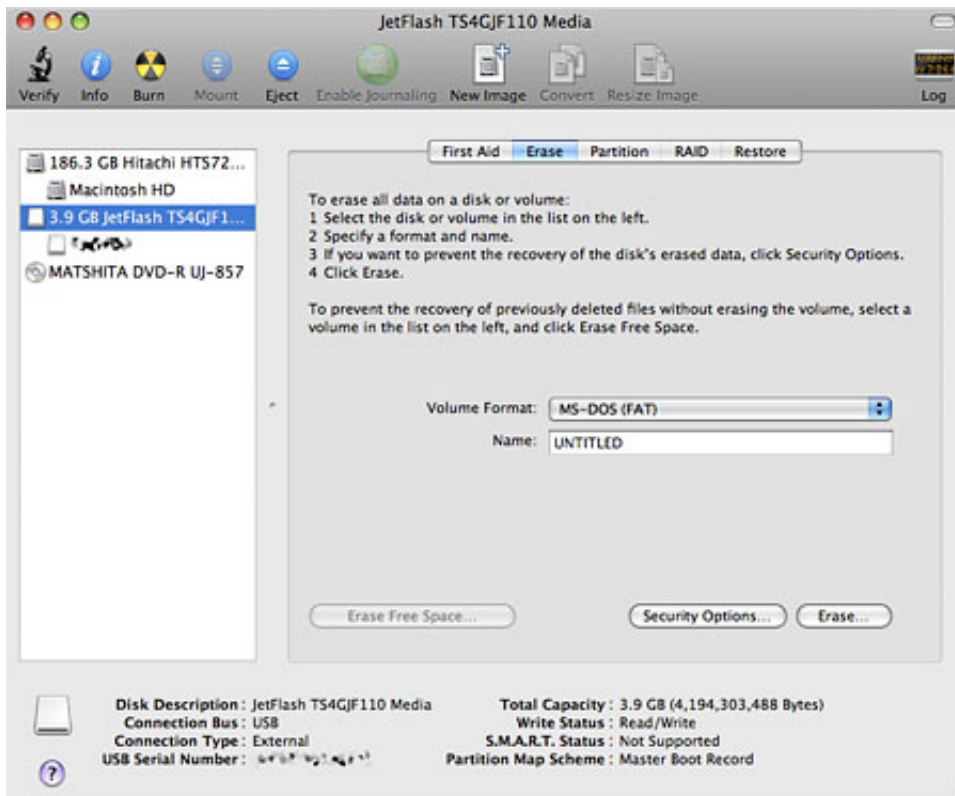 JetFlash TS4GJF110 Media
Verify Info Burn Mount Eject Enable Journaling New Image Convert Resize Image Log
First Aid Erase Partition RAID Restore
186.3 GB Hitachi HTS72...
Macintosh HD
3.9 GB JetFlash TS4GJF1...
MATSHITA DVD-R UJ-857
To erase all data on a disk or volume:
1 Select the disk or volume in the list on the left.
2 Specify a format and name.
3 If you want to prevent the recovery of the disk's erased data, click Security Options.
4 Click Erase.
To prevent the recovery of previously deleted files without erasing the volume, select a
volume in the list on the left, and click Erase Free Space.
Volume Format: MS-DOS (FAT)
Name: UNTITLED
Erase Free Space... Security Options... Erase...
Disk Description : JetFlash TS4GJF110 Media
Connection Bus : USB
Connection Type : External
USB Serial Number :
Total Capacity : 3.9 GB (4,194,303,488 Bytes)
Write Status : Read/Write
S.M.A.R.T. Status : Not Supported
Partition Map Scheme : Master Boot Record
?